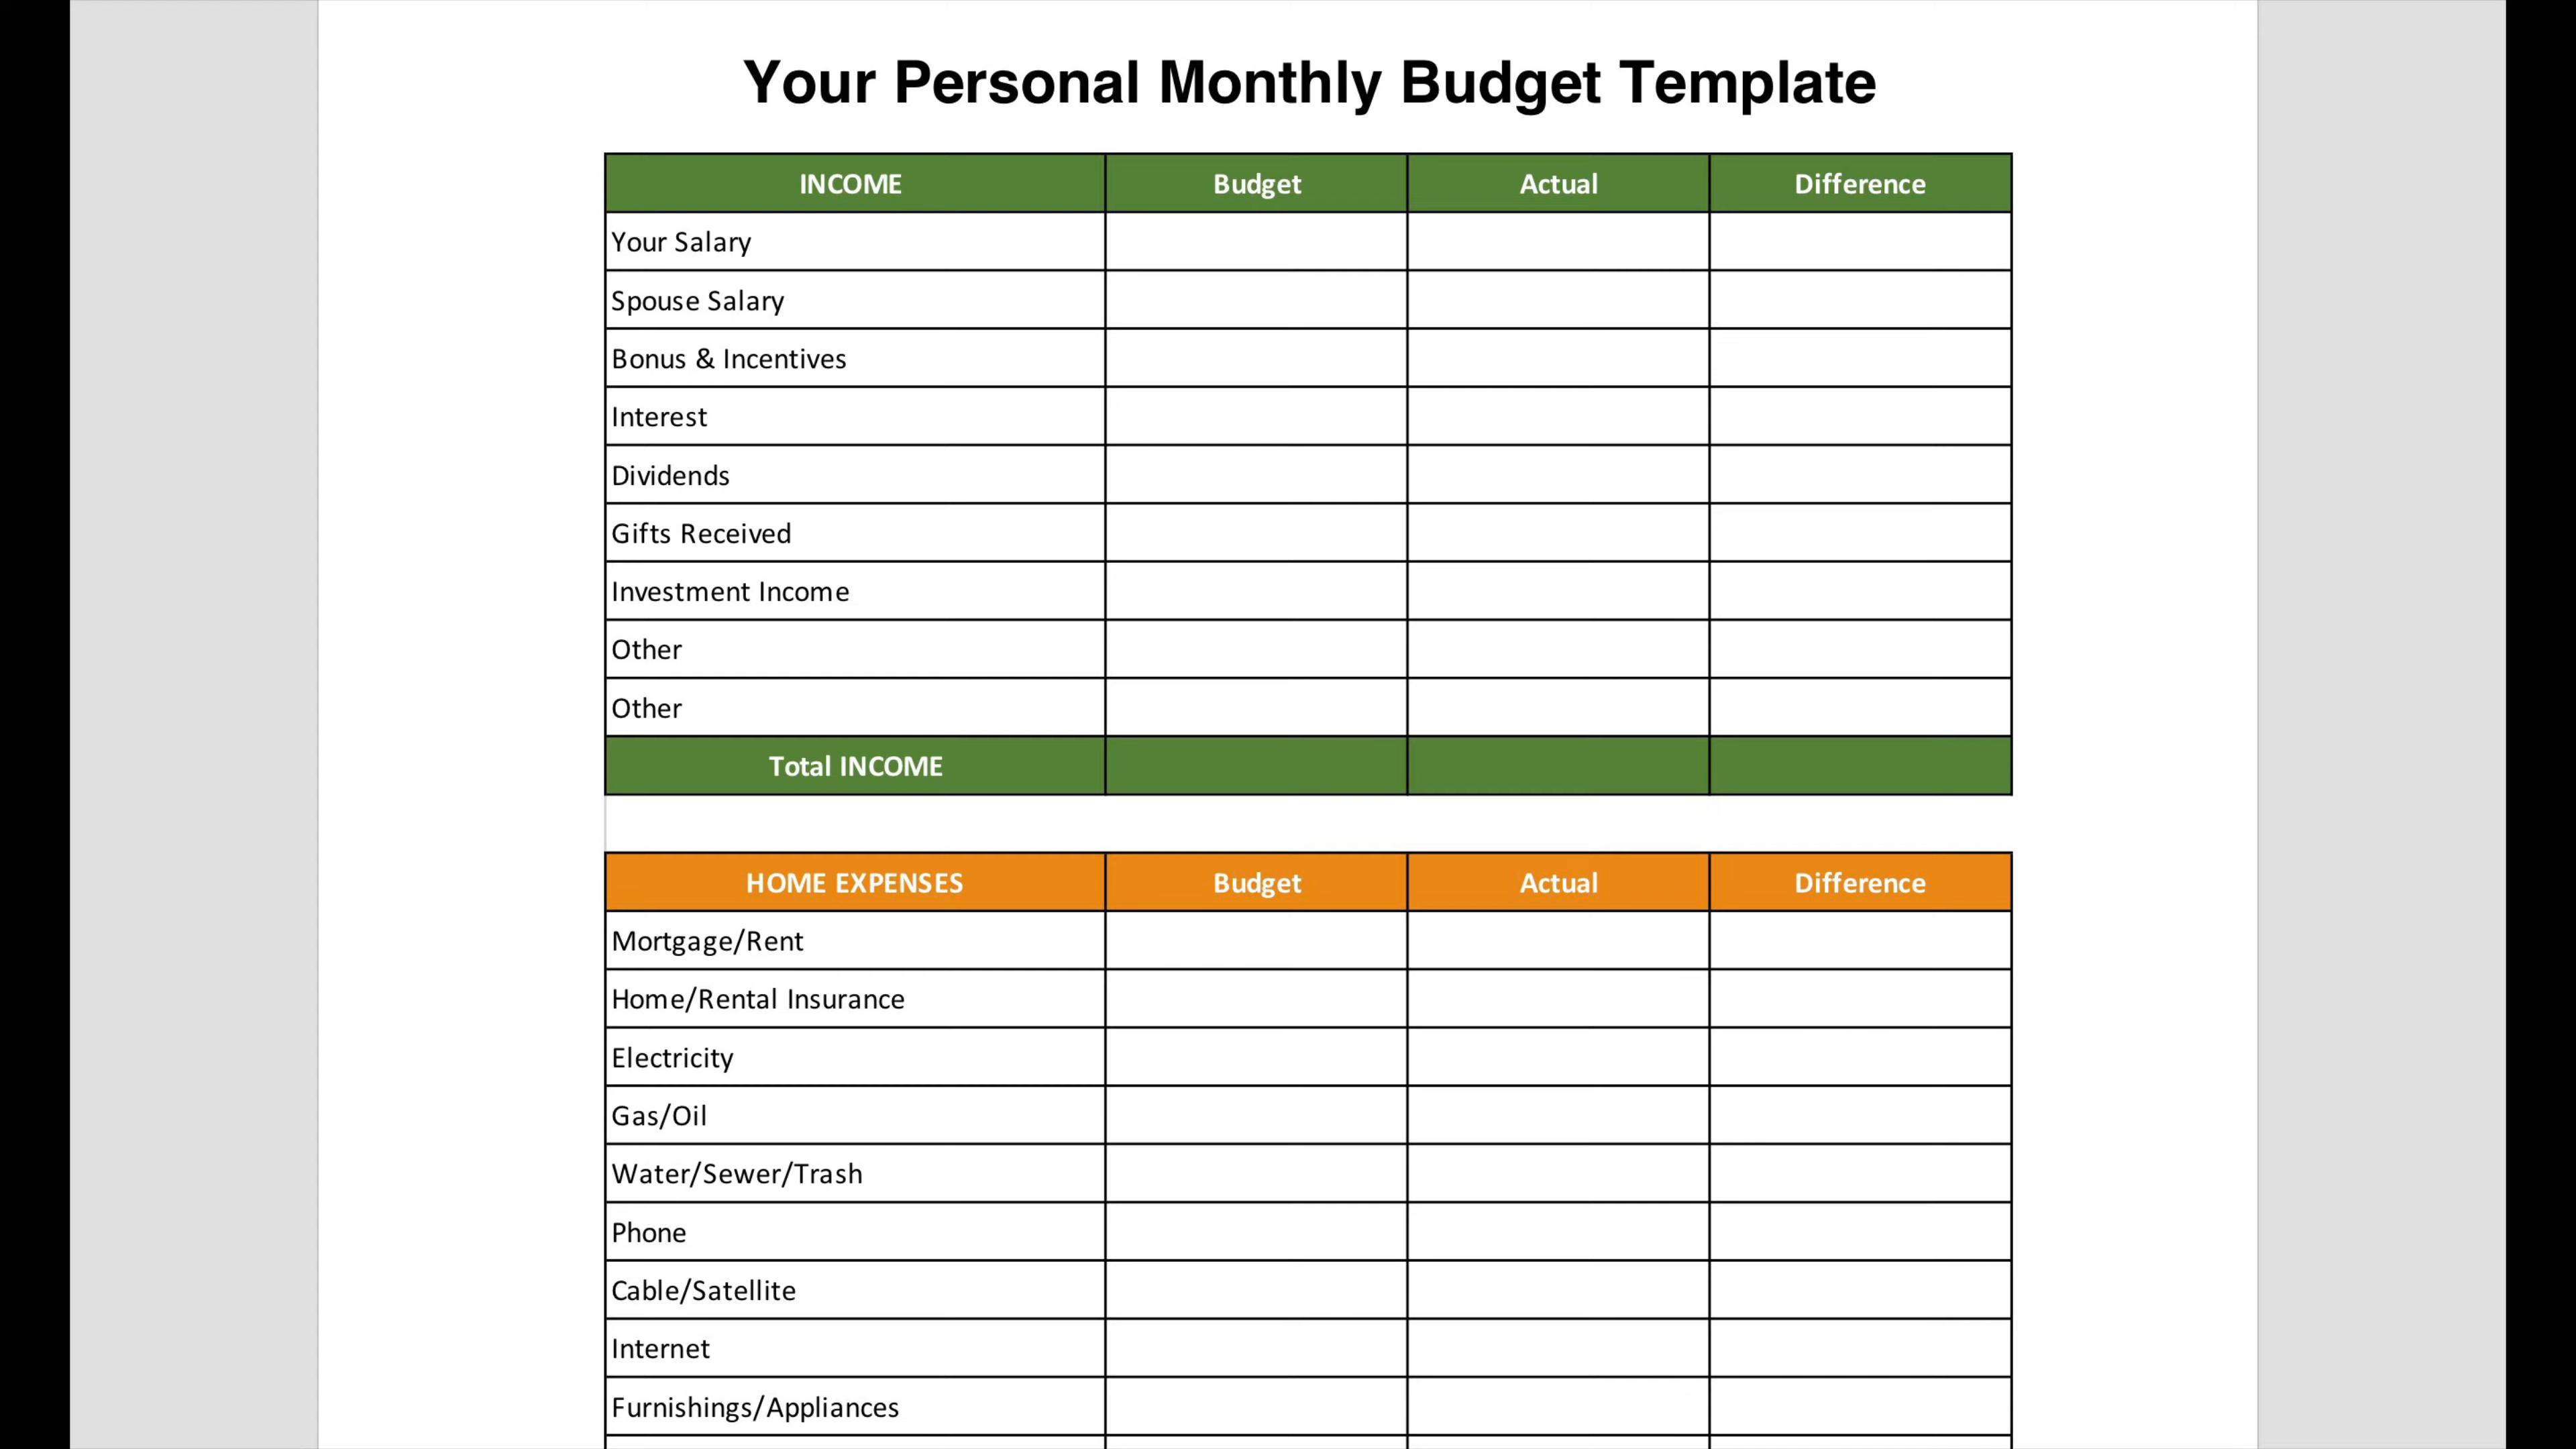 Your Personal Monthly Budget Template
INCOME Budget Actual Difference
Your Salary
Spouse Salary
Bonus & Incentives
Interest
Dividends
Gifts Received
Investment Income
Other
Other
Total INCOME
HOME EXPENSES Budget Actual Difference
Mortgage/Rent
Home/Rental Insurance
Electricity
Gas/Oil
Water/Sewer/Trash
Phone
Cable/Satellite
Internet
Furnishings/Appliances